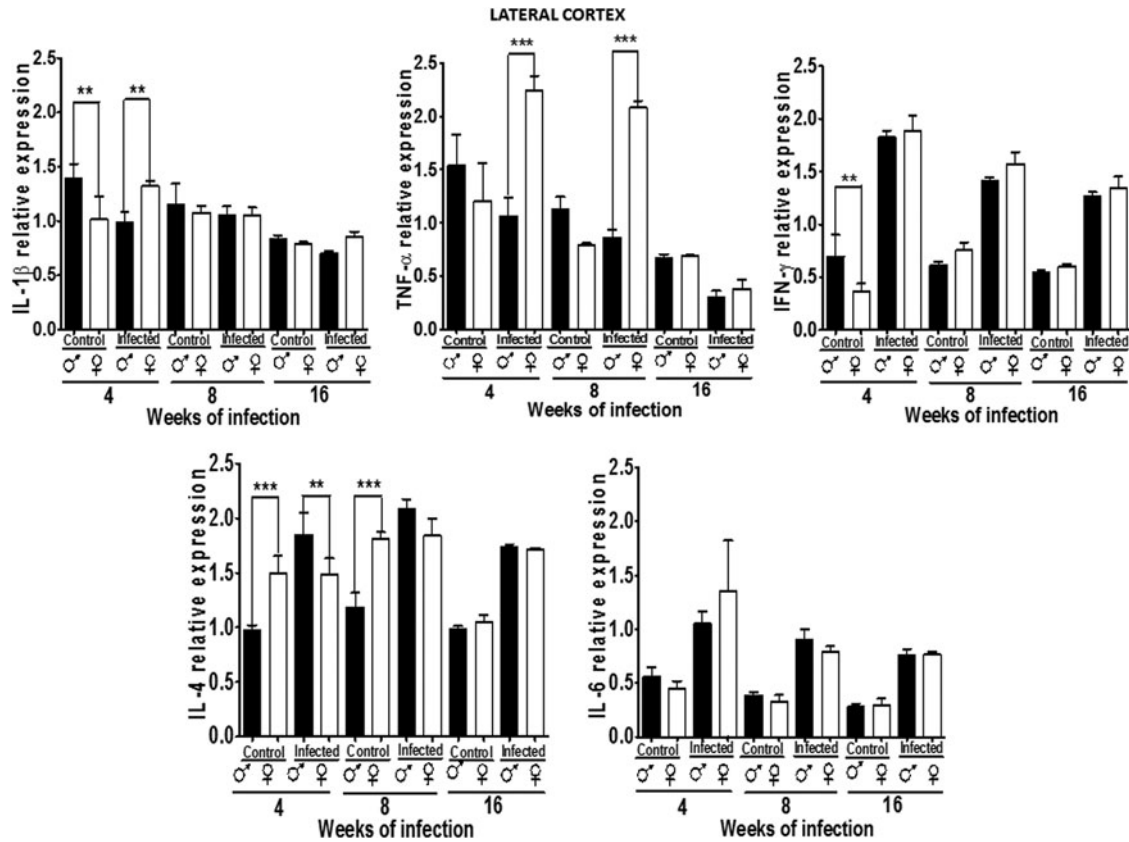 LATERAL CORTEX
IL-1β relative expression
2.5
2.0
1.5
1.0
0.5
0.0
** **
Control Infected Control Infected Control Infected
♂ ♀ ♂ ♀ ♂ ♀ ♂ ♀ ♂ ♀ ♂ ♀
4 8 16
Weeks of infection
TNF-α relative expression
2.5
2.0
1.5
1.0
0.5
0.0
*** ***
Control Infected Control Infected Control Infected
♂ ♀ ♂ ♀ ♂ ♀ ♂ ♀ ♂ ♀ ♂ ♀
4 8 16
Weeks of infection
IFN-γ relative expression
2.5
2.0
1.5
1.0
0.5
0.0
**
Control Infected Control Infected Control Infected
♂ ♀ ♂ ♀ ♂ ♀ ♂ ♀ ♂ ♀ ♂ ♀
4 8 16
Weeks of infection
IL-4 relative expression
2.5
2.0
1.5
1.0
0.5
0.0
*** ** ***
Control Infected Control Infected Control Infected
♂ ♀ ♂ ♀ ♂ ♀ ♂ ♀ ♂ ♀ ♂ ♀
4 8 16
Weeks of infection
IL-6 relative expression
2.5
2.0
1.5
1.0
0.5
0.0
Control Infected Control Infected Control Infected
♂ ♀ ♂ ♀ ♂ ♀ ♂ ♀ ♂ ♀ ♂ ♀
4 8 16
Weeks of infection